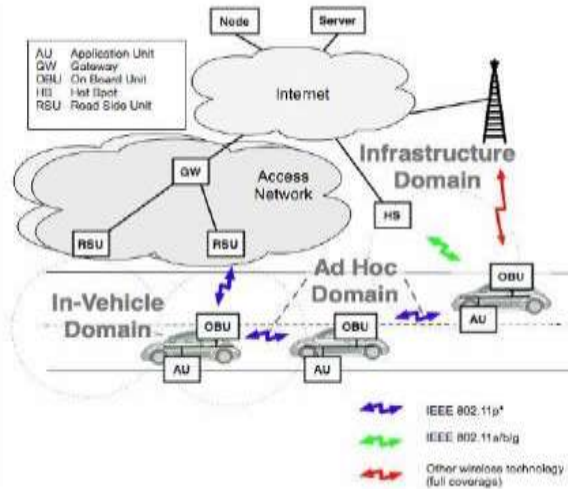 Node
Server
AU Application Unit
GW Gateway
OBU On Board Unit
HS Hot Spot
RSU Road Side Unit
Internet
Infrastructure
Domain
GW
Access
Network
HS
RSU
RSU
Ad Hoc
Domain
OBU
In-Vehicle
Domain
OBU
OBU
AU
AU
AU
IEEE 802.11p*
IEEE 802.11a/b/g
Other wireless technology
(full coverage)